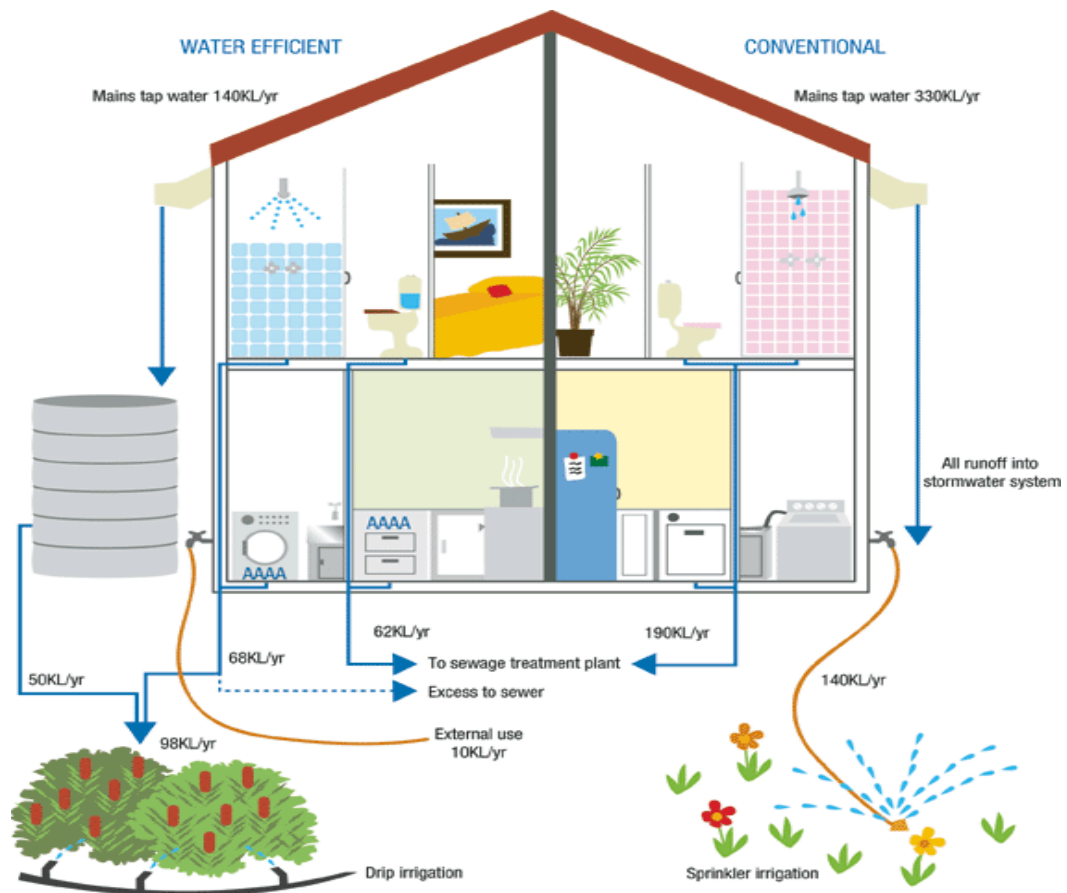 WATER EFFICIENT
CONVENTIONAL
Mains tap water 140KL/yr
Mains tap water 330KL/yr
All runoff into
stormwater system
AAAA
AAAA
62KL/yr
190KL/yr
68KL/yr
To sewage treatment plant
50KL/yr
140KL/yr
Excess to sewer
External use
10KL/yr
98KL/yr
Drip irrigation
Sprinkler irrigation